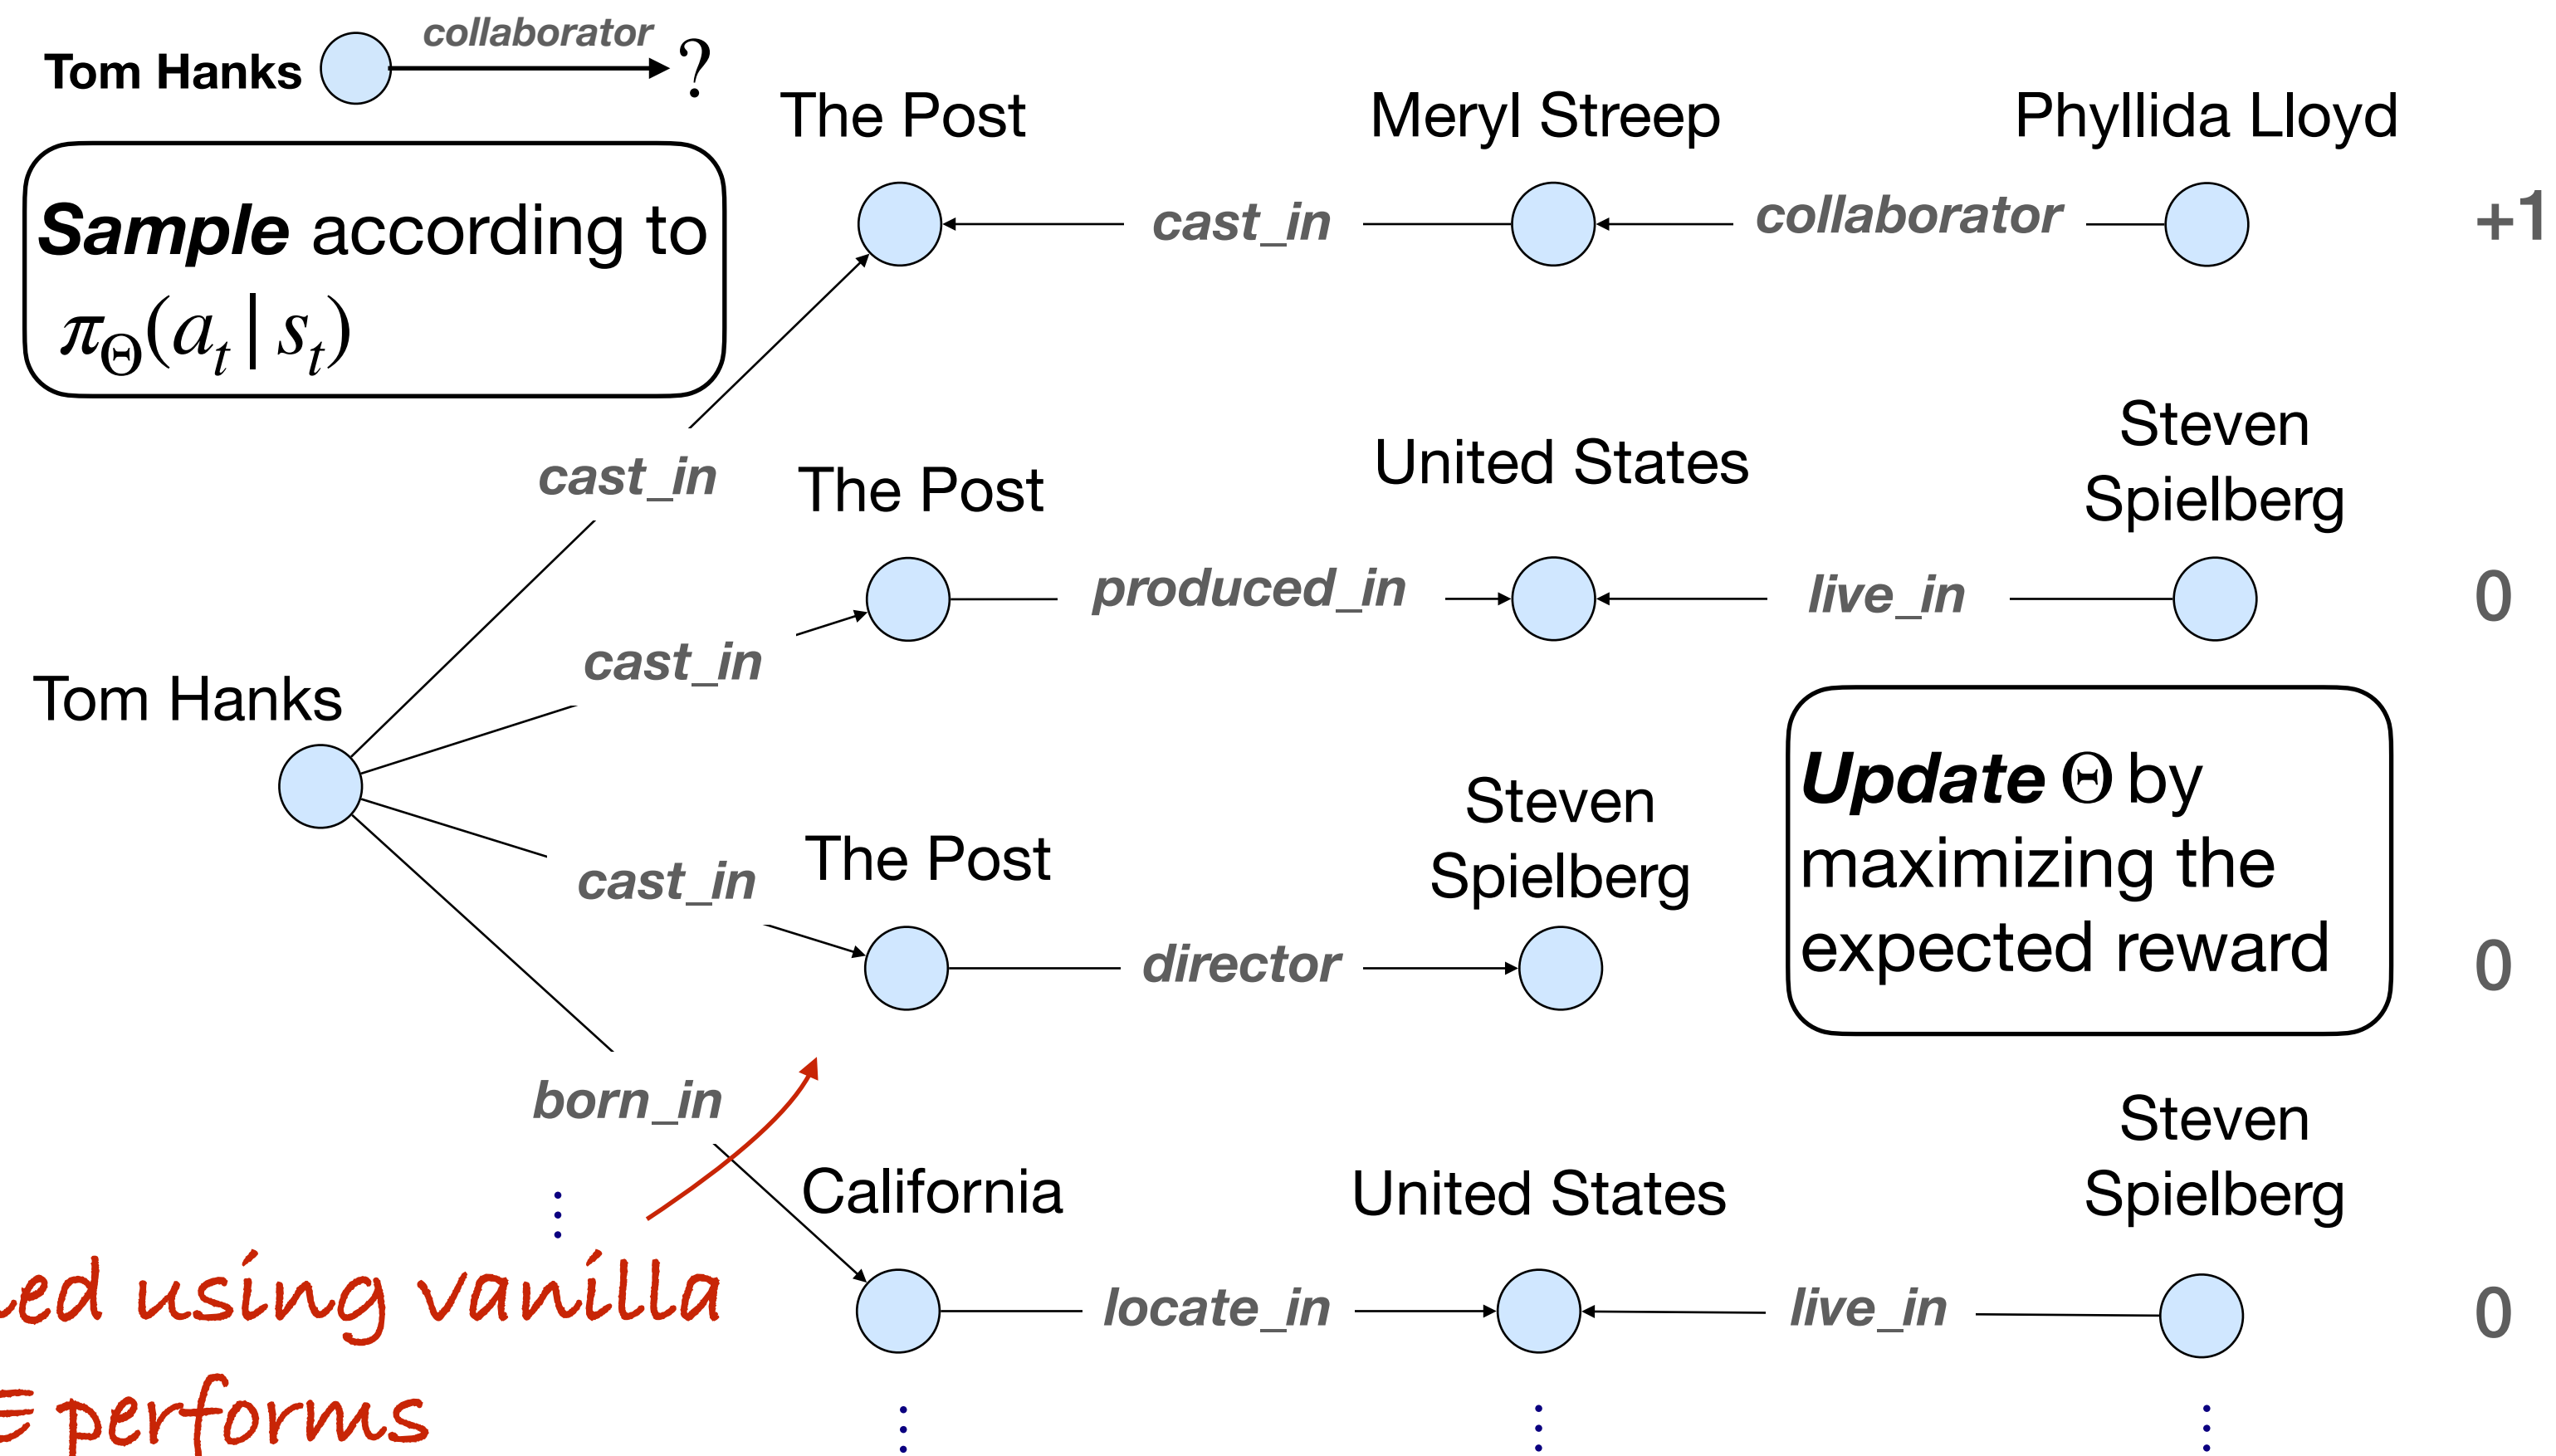 collaborator
Tom Hanks ?
The Post
Meryl Streep
Phyllida Lloyd
Sample according to
π_Θ(a_t | s_t)
cast_in
collaborator
+1
cast_in
The Post
United States
Steven
Spielberg
produced_in
live_in
0
cast_in
Tom Hanks
cast_in
The Post
Steven
Spielberg
director
Update Θ by
maximizing the
expected reward
0
born_in
California
United States
Steven
Spielberg
locate_in
live_in
0
using vanilla
performs